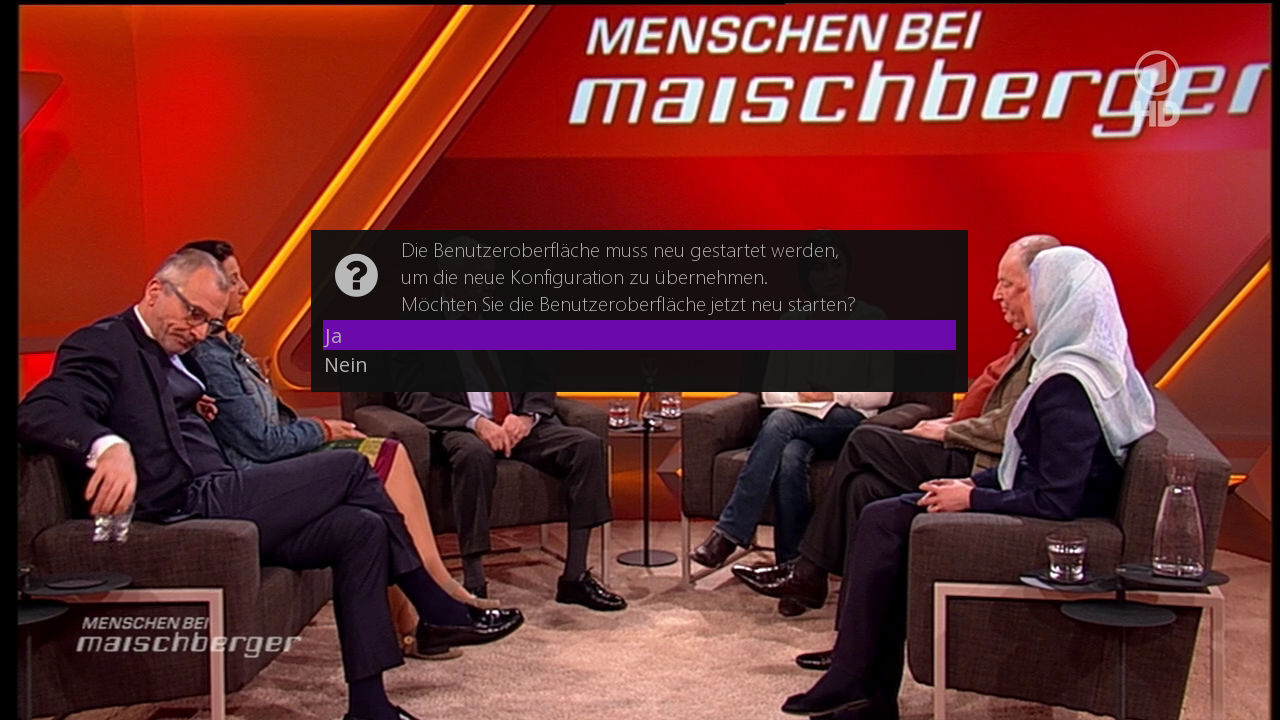 MENSCHEN BEI
maischberger
HD
Die Benutzeroberfläche muss neu gestartet werden,
um die neue Konfiguration zu übernehmen.
Möchten Sie die Benutzeroberfläche jetzt neu starten?
Ja
Nein
MENSCHEN BEI
maischberger